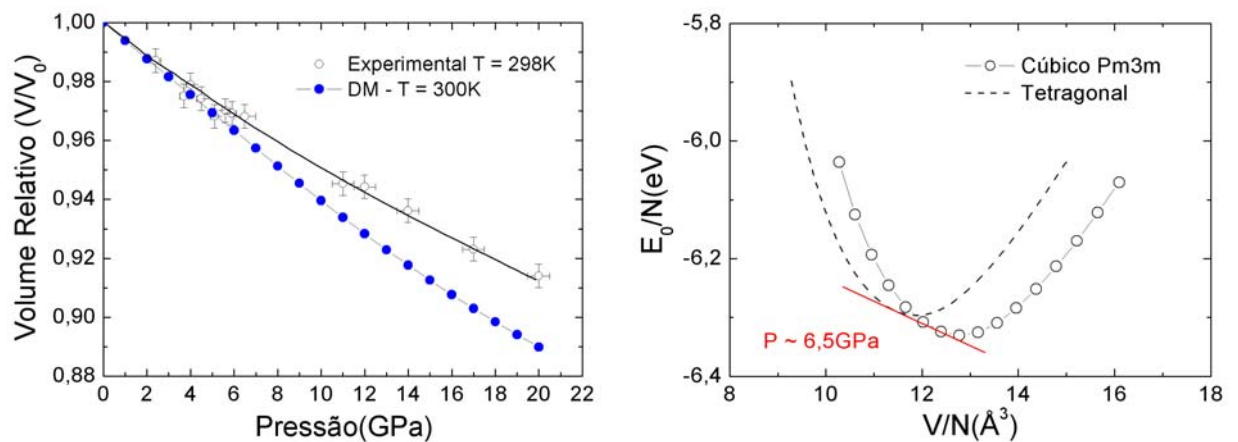 1,00
0,98
0,96
0,94
0,92
0,90
0,88
Volume Relativo (V/V₀)
Experimental T = 298K
DM - T = 300K
0 2 4 6 8 10 12 14 16 18 20 22
Pressão(GPa)
-5,8
-6,0
-6,2
-6,4
E₀/N(eV)
Cúbico Pm3m
Tetragonal
P ~ 6,5GPa
8 10 12 14 16 18
V/N(Å³)